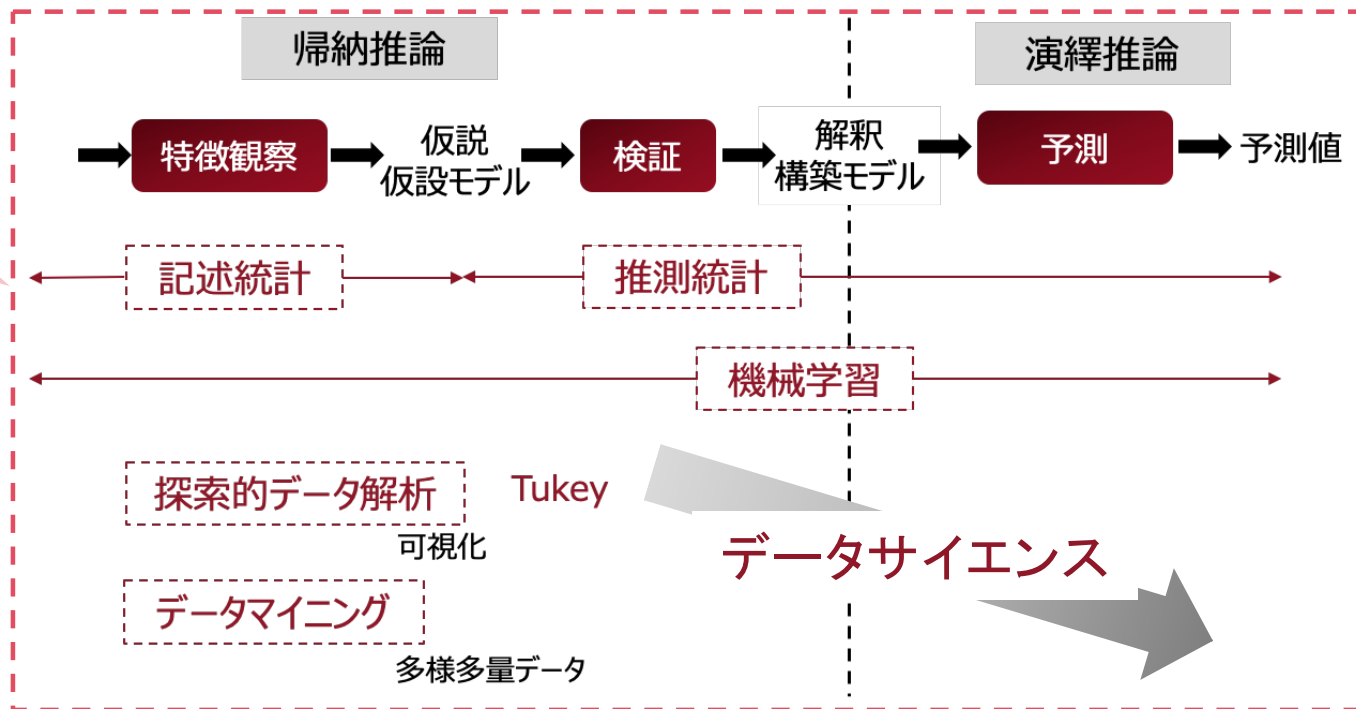 帰納推論
演繹推論
特徴観察
仮説
仮設モデル
検証
解釈
構築モデル
予測
予測値
記述統計
推測統計
機械学習
探索的データ解析
Tukey
可視化
データサイエンス
データマイニング
多様多量データ